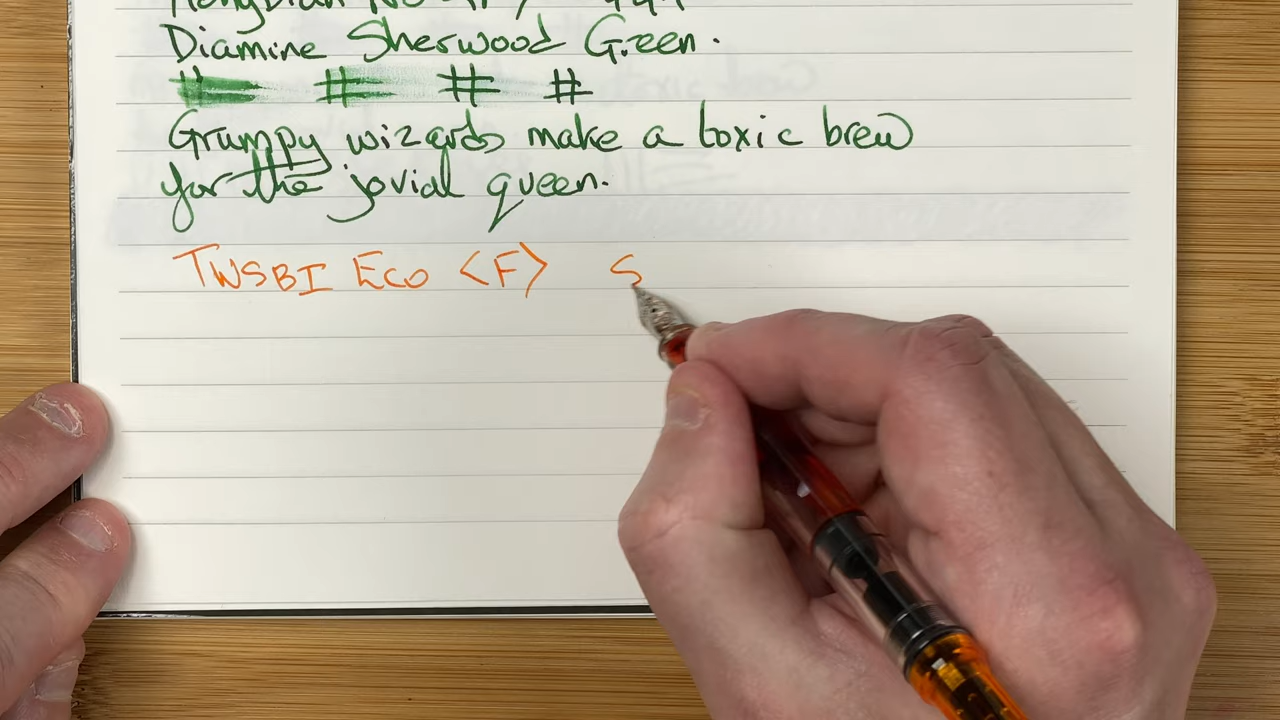 Diamine Sherwood Green.
# # # #
Grumpy wizards make a toxic brew
for the jovial queen.
TWSBI Eco <F> S